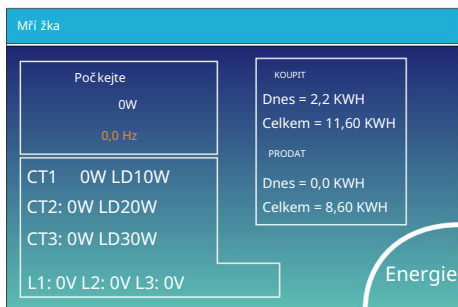 Mří žka
Počkejte
0W
0,0 Hz
CT1 0W LD10W
CT2: 0W LD20W
CT3: 0W LD30W
L1: 0V L2: 0V L3: 0V
KOUPIT
Dnes = 2,2 KWH
Celkem = 11,60 KWH
PRODAT
Dnes = 0,0 KWH
Celkem = 8,60 KWH
Energie